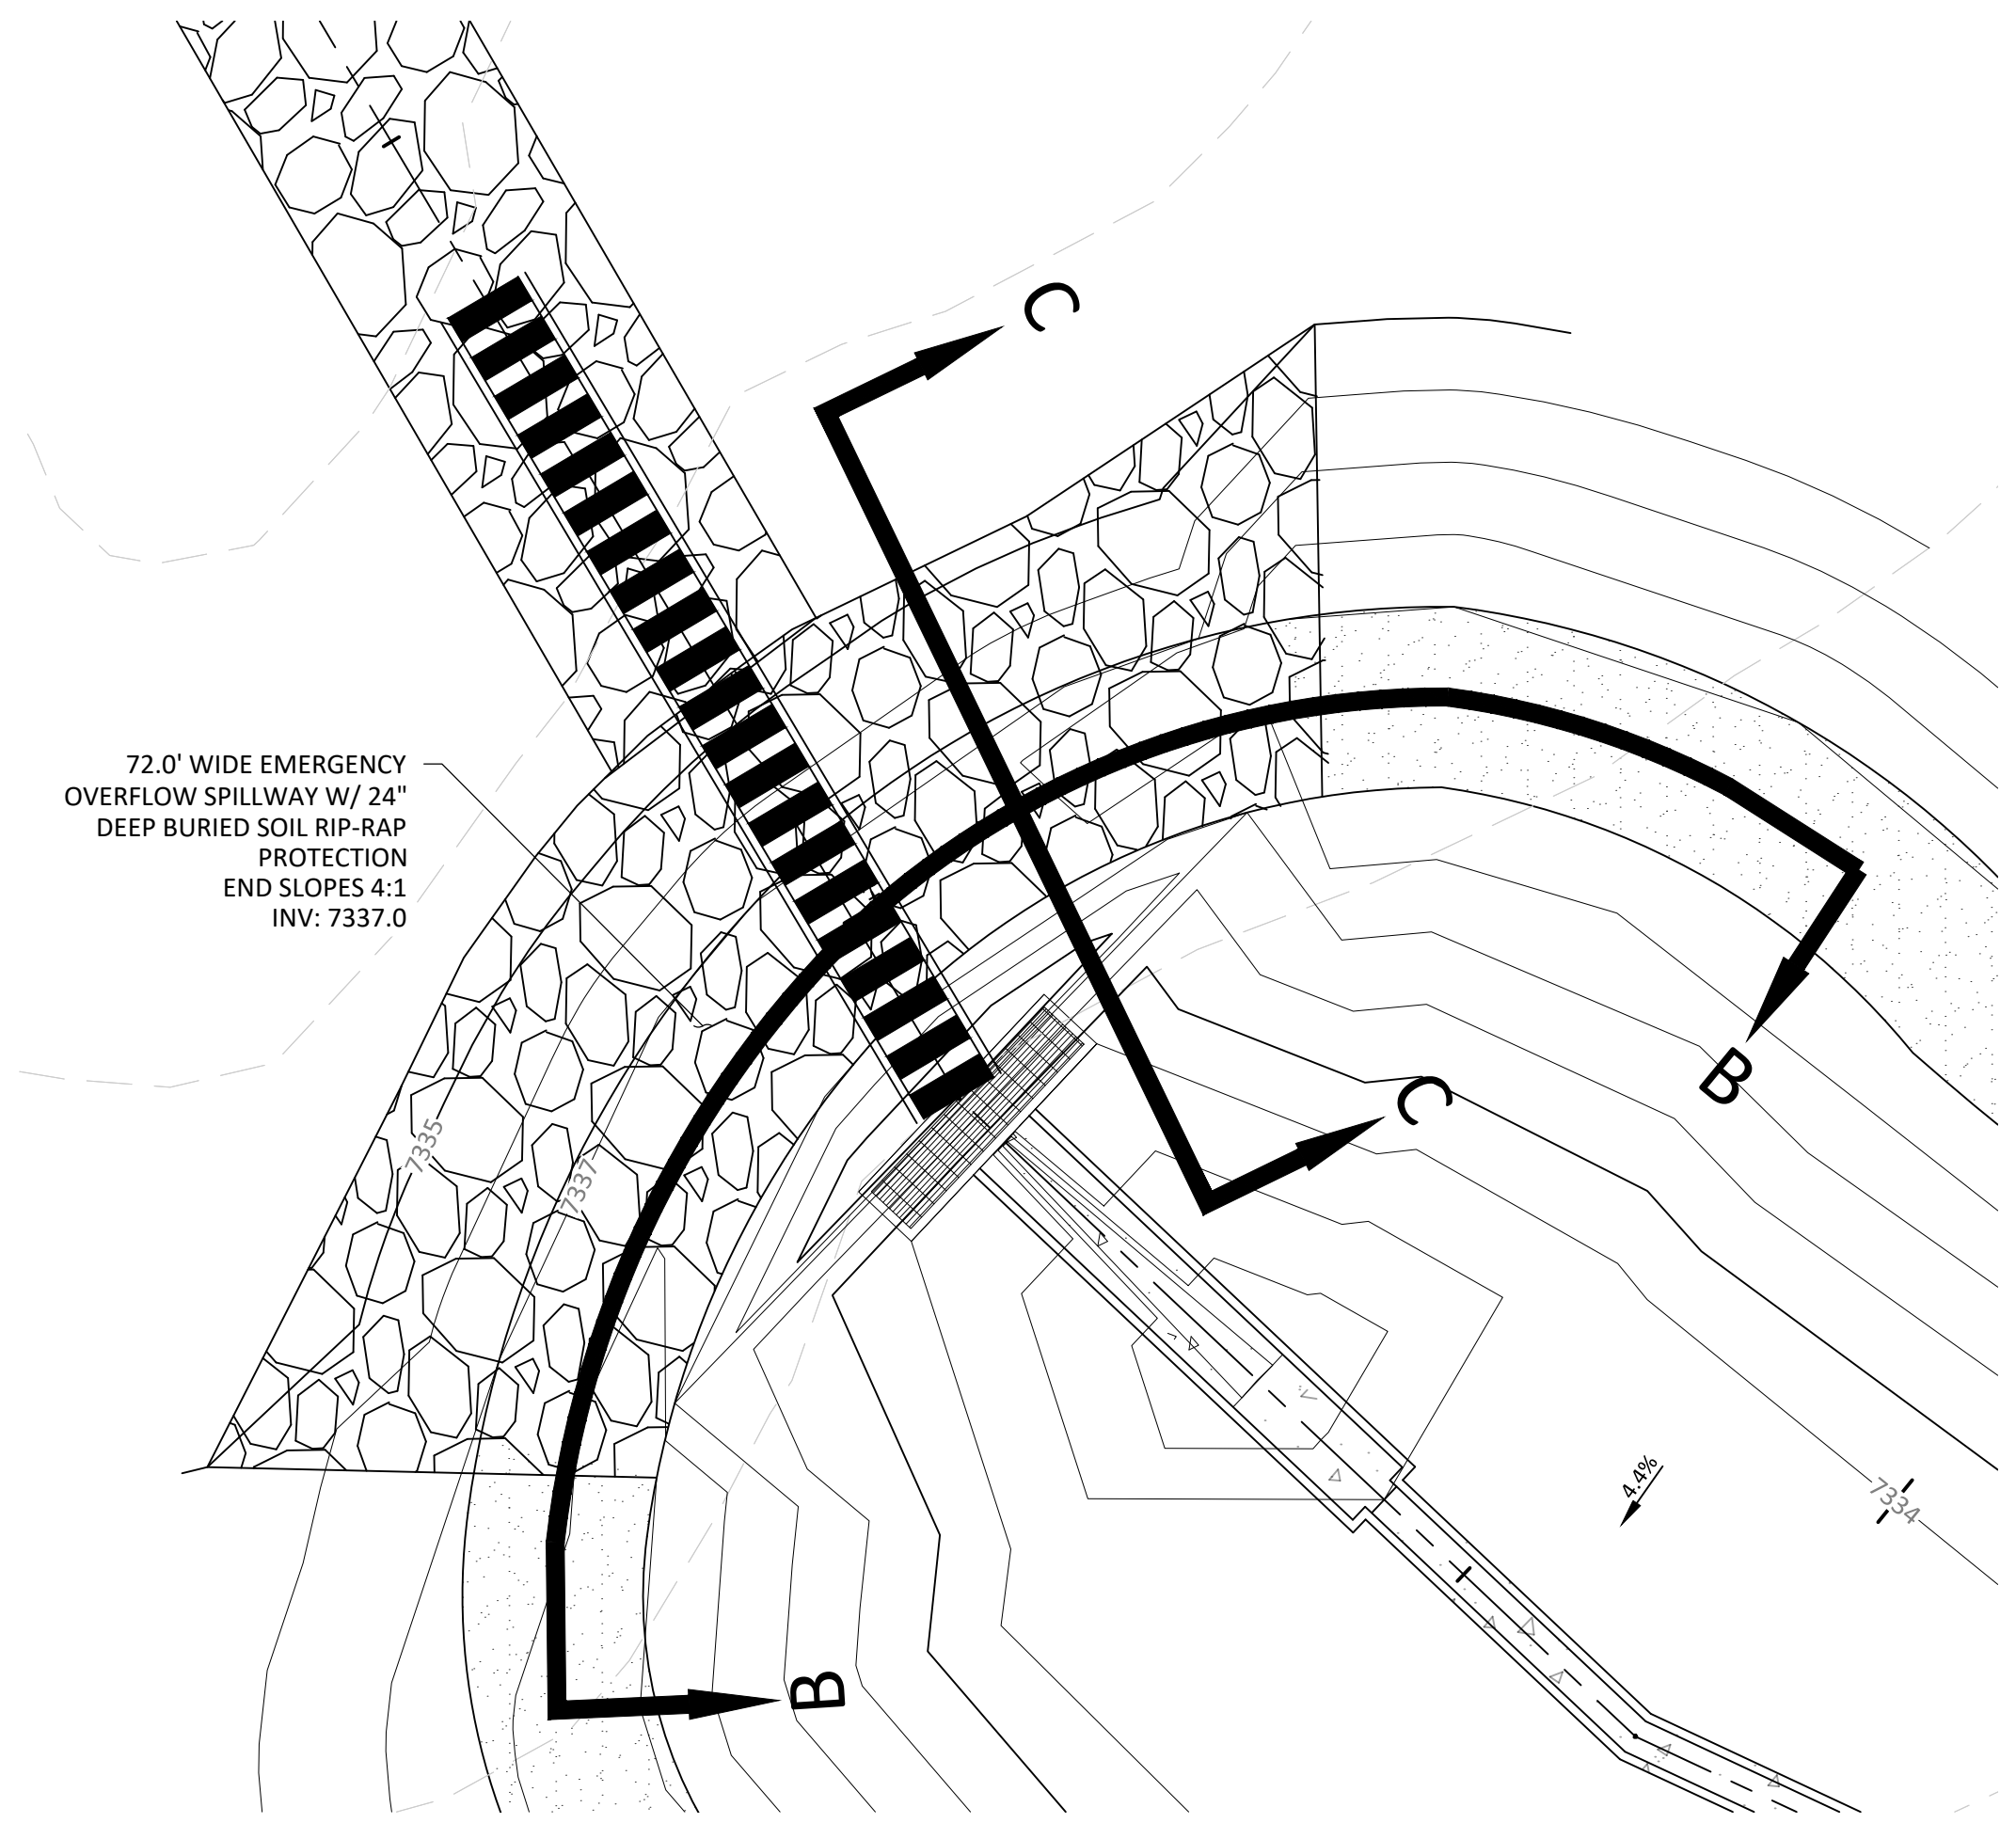 C
72.0' WIDE EMERGENCY
OVERFLOW SPILLWAY W/ 24"
DEEP BURIED SOIL RIP-RAP
PROTECTION
END SLOPES 4:1
INV: 7337.0
B
C
7335
7337
4.4%
7334
B